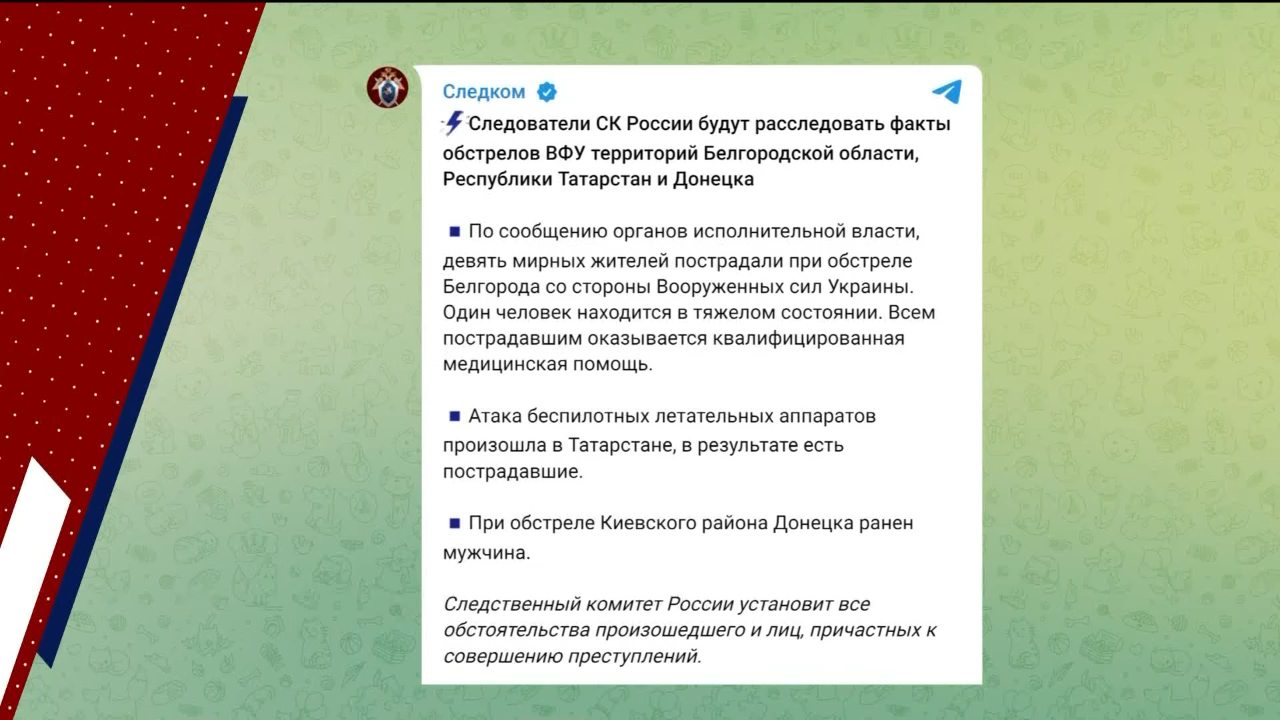 Следком
⚡Следователи СК России будут расследовать факты
обстрелов ВФУ территорий Белгородской области,
Республики Татарстан и Донецка
▪ По сообщению органов исполнительной власти,
девять мирных жителей пострадали при обстреле
Белгорода со стороны Вооруженных сил Украины.
Один человек находится в тяжелом состоянии. Всем
пострадавшим оказывается квалифицированная
медицинская помощь.
▪ Атака беспилотных летательных аппаратов
произошла в Татарстане, в результате есть
пострадавшие.
▪ При обстреле Киевского района Донецка ранен
мужчина.
Следственный комитет России установит все
обстоятельства произошедшего и лиц, причастных к
совершению преступлений.